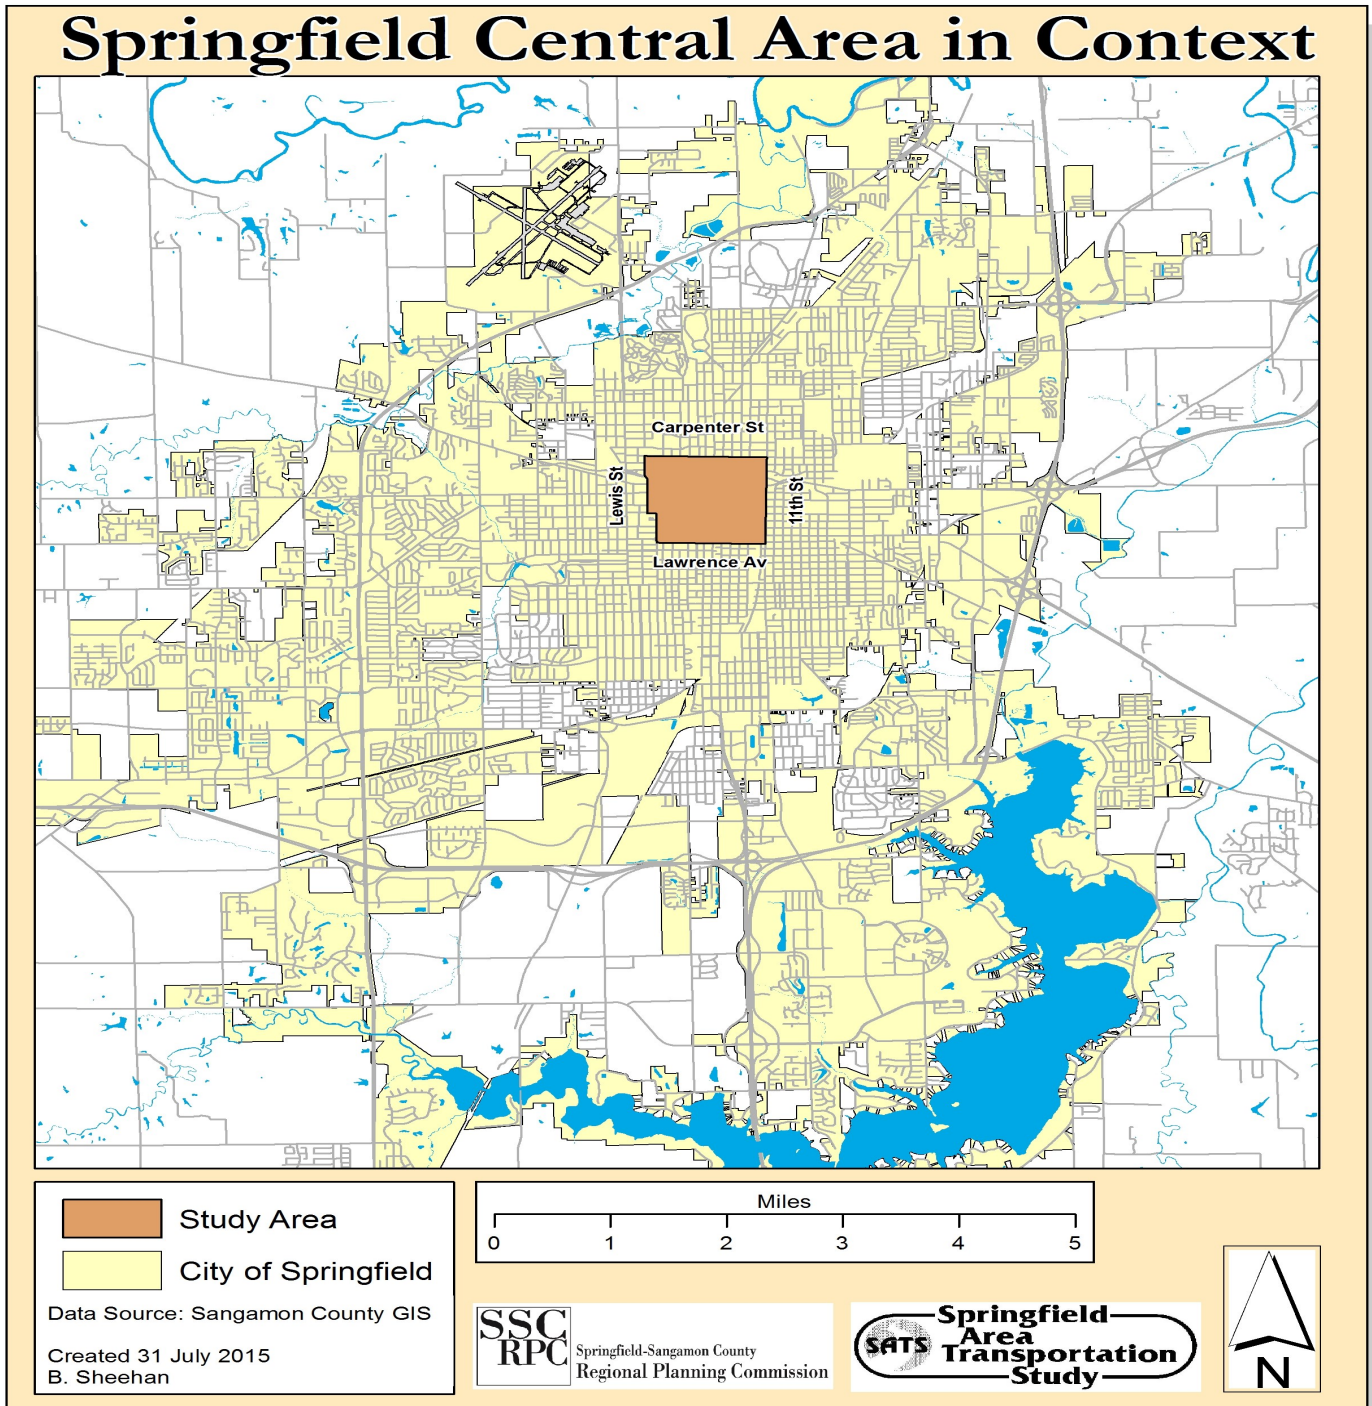 Springfield Central Area in Context
Carpenter St
Lewis St
11th St
Lawrence Av
Study Area
City of Springfield
Data Source: Sangamon County GIS
Created 31 July 2015
B. Sheehan
Miles
0 1 2 3 4 5
SSC
RPC
Springfield-Sangamon County
Regional Planning Commission
SATS
Springfield
Area
Transportation
Study
N